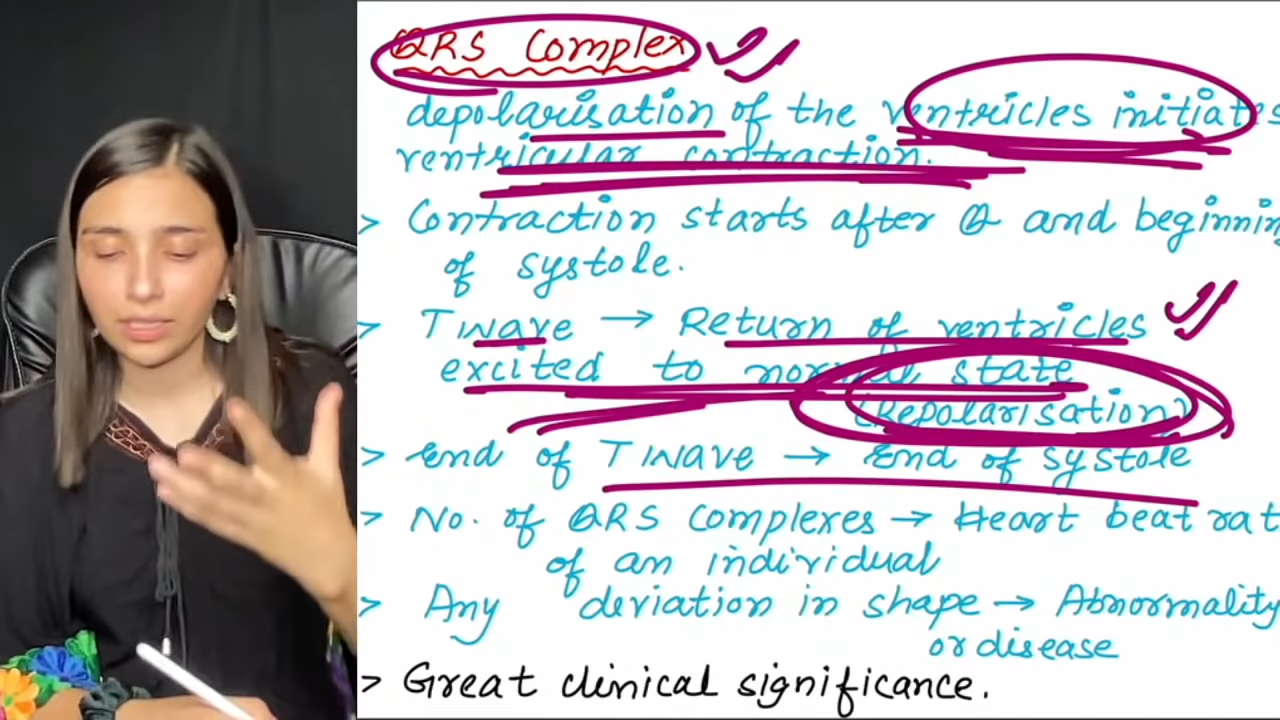 QRS Complex
depolarisation of the ventricles initiates
ventricular contraction.
> Contraction starts after Q and beginnin
of systole.
> T wave → Return of ventricles
excited to normal state
(Repolarisation)
> End of T wave → End of systole
> No. of QRS Complexes → Heart beat rat
of an individual
> Any deviation in shape → Abnormality
or disease
> Great clinical significance.